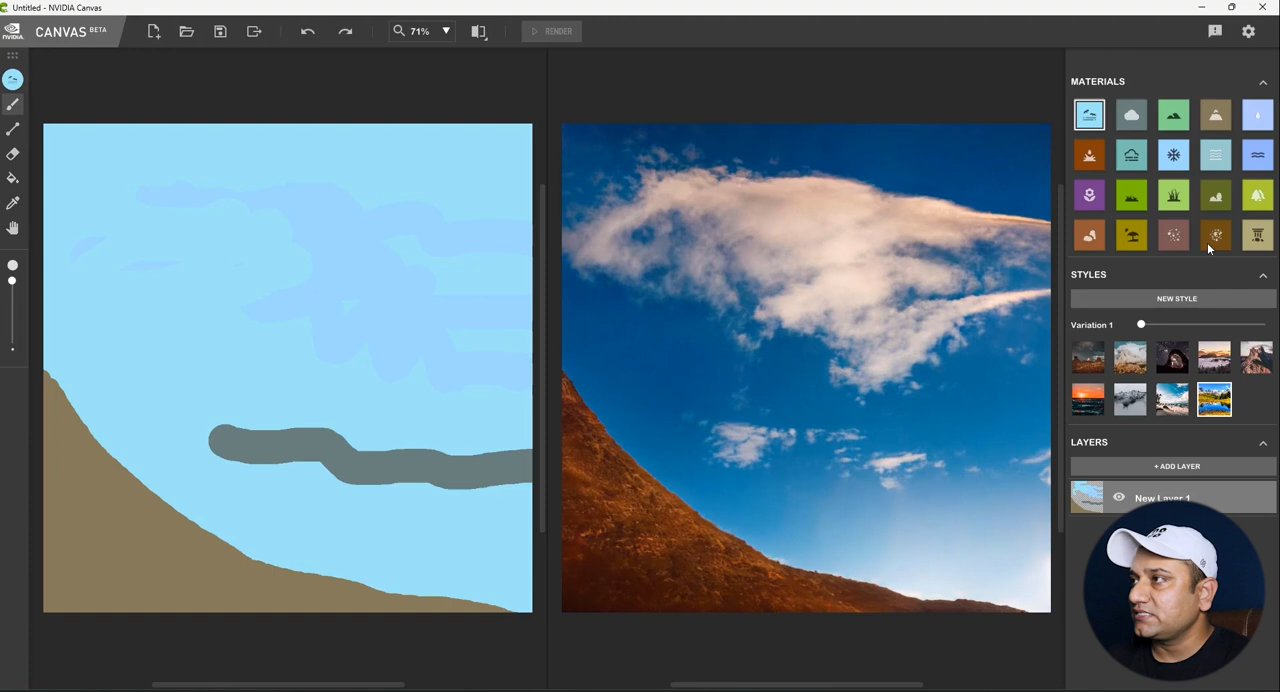 Untitled - NVIDIA Canvas
NVIDIA. CANVAS BETA
71%
RENDER
MATERIALS
STYLES
NEW STYLE
Variation 1
LAYERS
+ ADD LAYER
New Layer 1